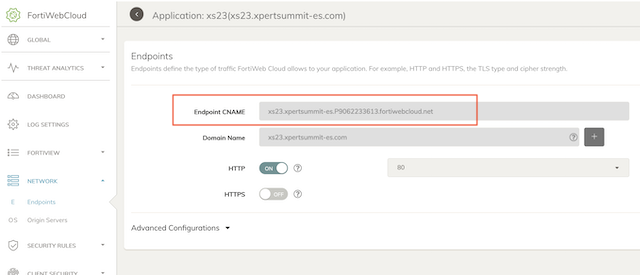 FortiWebCloud
Application: xs23(xs23.xpertsummit-es.com)
GLOBAL
THREAT ANALYTICS
DASHBOARD
LOG SETTINGS
FORTIVIEW
NETWORK
E Endpoints
OS Origin Servers
SECURITY RULES
CLIENT SECURITY
Endpoints
Endpoints define the type of traffic FortiWeb Cloud allows to your application. For example, HTTP and HTTPS, the TLS type and cipher strength.
Endpoint CNAME xs23.xpertsummit-es.P9062233613.fortiwebcloud.net
Domain Name xs23.xpertsummit-es.com ? +
HTTP ON ? 80
HTTPS OFF ?
Advanced Configurations